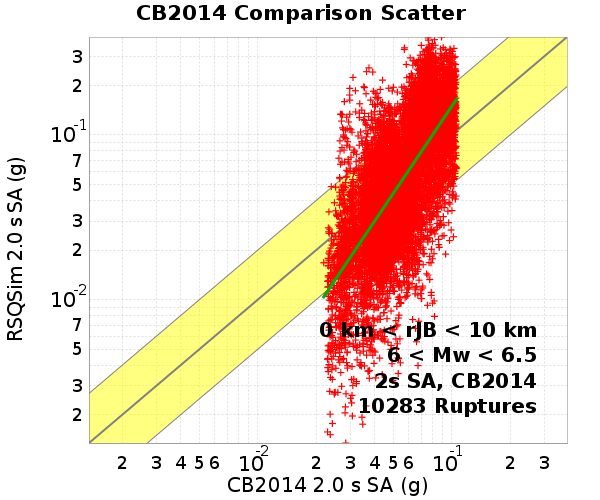 CB2014 Comparison Scatter
RSQSim 2.0 s SA (g)
3
2
10-1
7
5
3
2
10-2
7
5
3
2
0 km < rJB < 10 km
6 < Mw < 6.5
2s SA, CB2014
10283 Ruptures
2 3 4 5 6 10-2 2 3 4 5 6 10-1 2 3
CB2014 2.0 s SA (g)